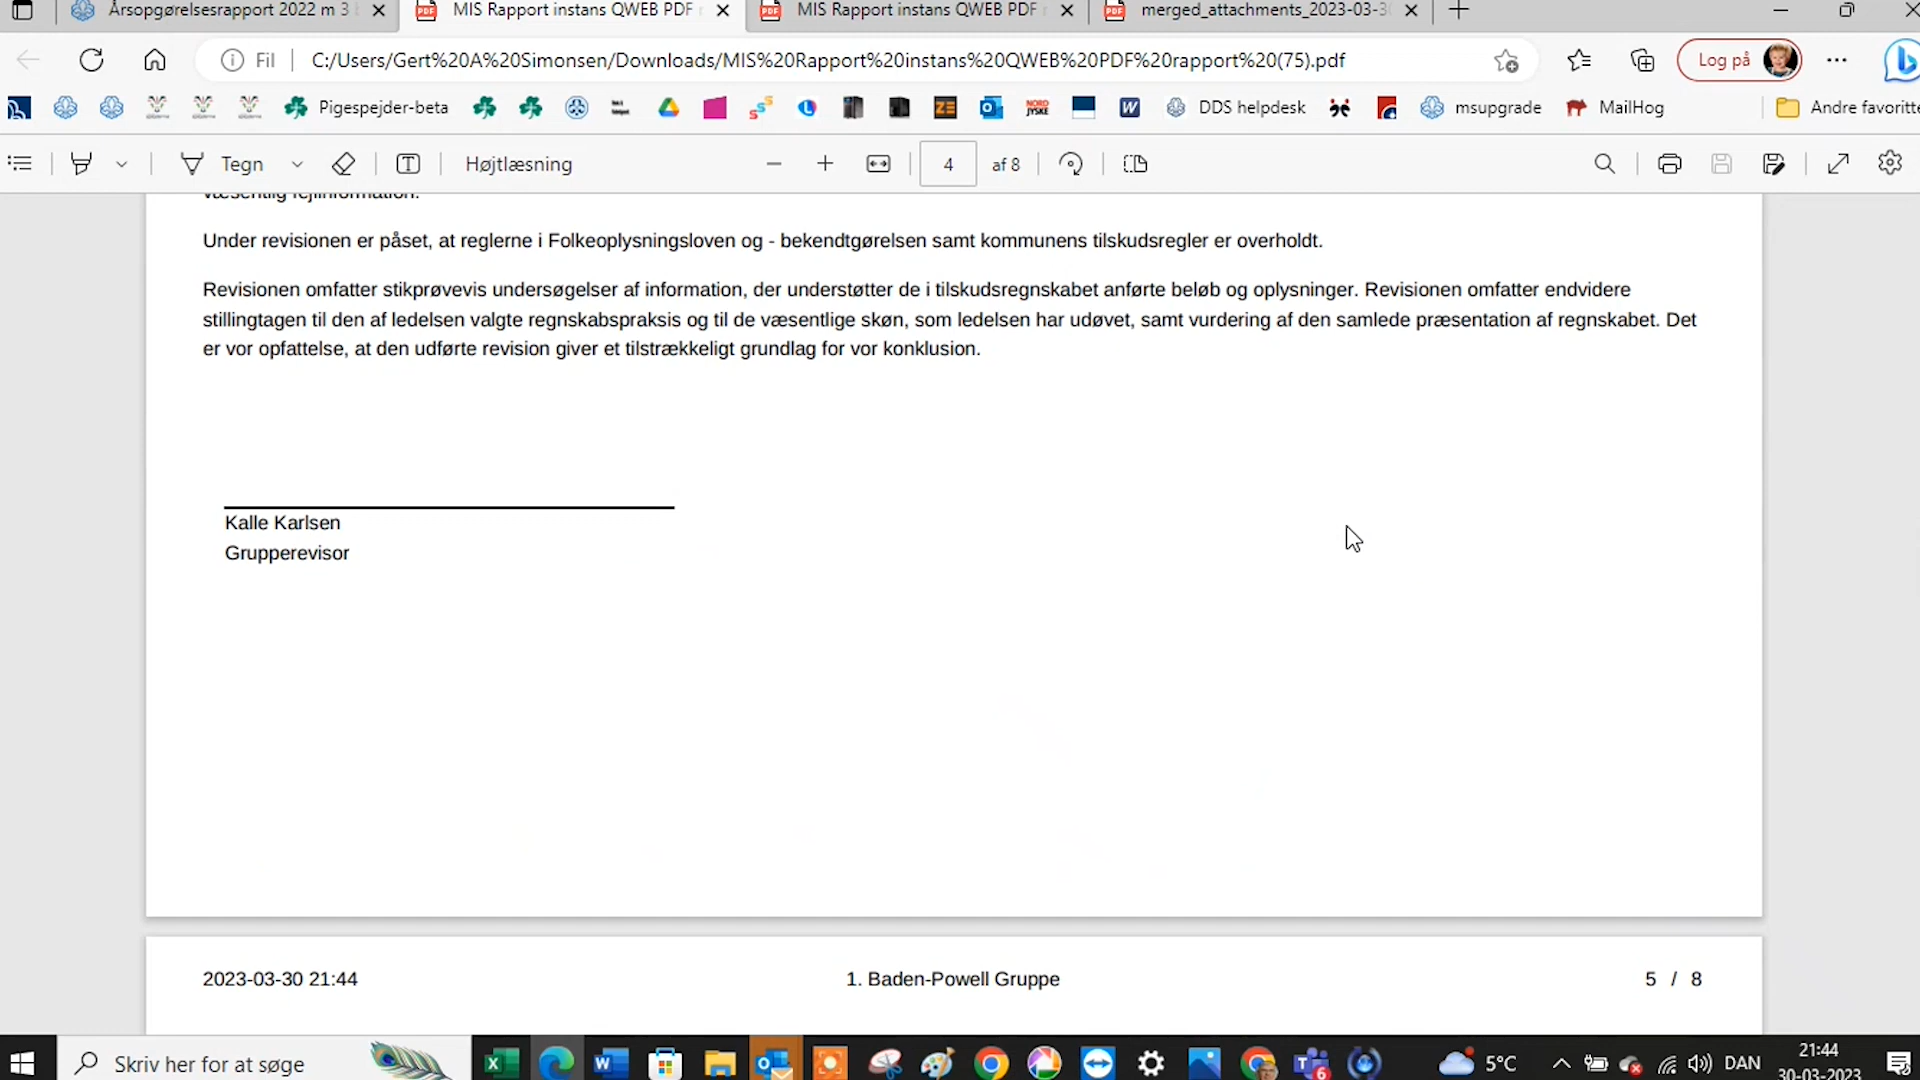 Årsopgørelsesrapport 2022 m 3
MIS Rapport instans QWEB PDF
MIS Rapport instans QWEB PDF
merged_attachments_2023-03-3
Fil
C:/Users/Gert%20A%20Simonsen/Downloads/MIS%20Rapport%20instans%20QWEB%20PDF%20rapport%20(75).pdf
Log på
Pigespejder-beta
DDS helpdesk
msupgrade
MailHog
Andre favoritte
Tegn
Højtlæsning
4
af 8
væsentlig fejlinformation.
Under revisionen er påset, at reglerne i Folkeoplysningsloven og - bekendtgørelsen samt kommunens tilskudsregler er overholdt.
Revisionen omfatter stikprøvevis undersøgelser af information, der understøtter de i tilskudsregnskabet anførte beløb og oplysninger. Revisionen omfatter endvidere
stillingtagen til den af ledelsen valgte regnskabspraksis og til de væsentlige skøn, som ledelsen har udøvet, samt vurdering af den samlede præsentation af regnskabet. Det
er vor opfattelse, at den udførte revision giver et tilstrækkeligt grundlag for vor konklusion.
Kalle Karlsen
Grupperevisor
2023-03-30 21:44
1. Baden-Powell Gruppe
5 / 8
Skriv her for at søge
5°C
DAN
21:44
30-03-2023